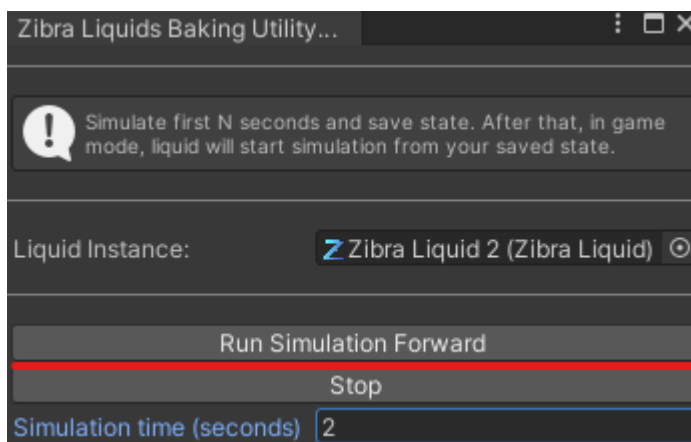 Zibra Liquids Baking Utility...
Simulate first N seconds and save state. After that, in game
mode, liquid will start simulation from your saved state.
Liquid Instance:
Zibra Liquid 2 (Zibra Liquid)
Run Simulation Forward
Stop
Simulation time (seconds)
2